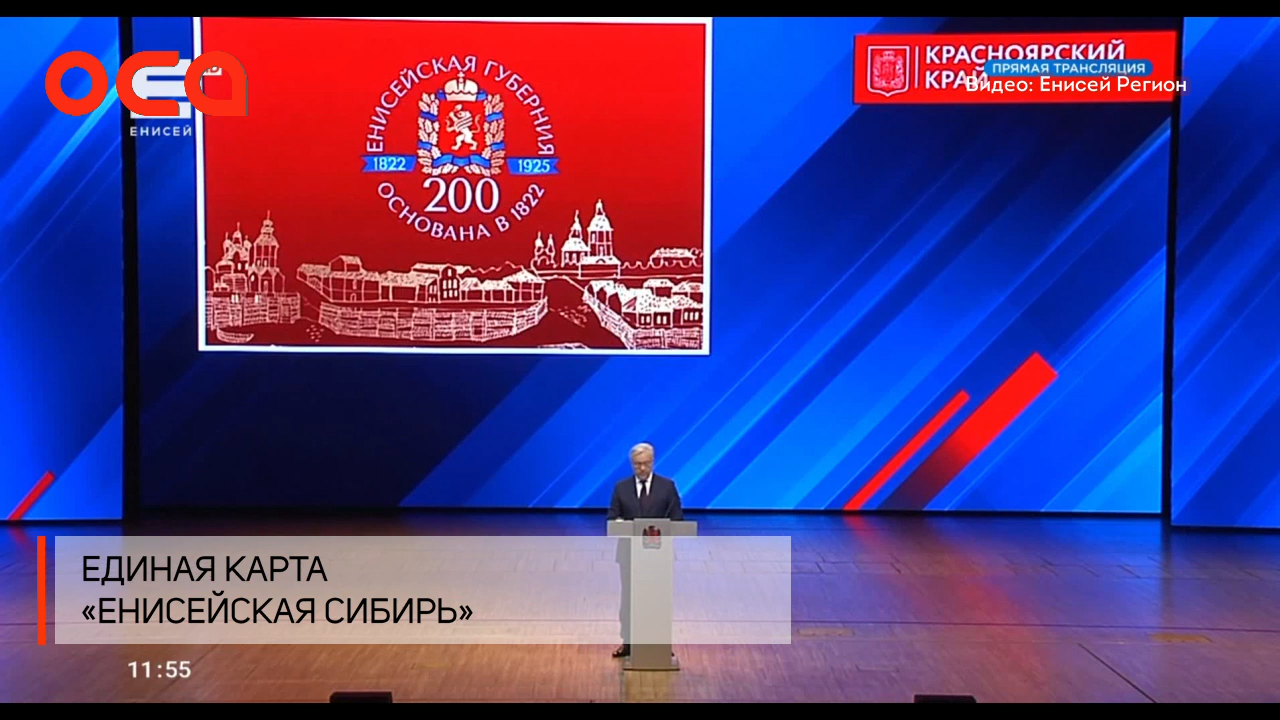 оса
ЕНИСЕЙ
ЕНИСЕЙСКАЯ ГУБЕРНИЯ
1822
1925
200
ОСНОВАНА В 1822
КРАСНОЯРСКИЙ
КРАЙ
ПРЯМАЯ ТРАНСЛЯЦИЯ
Видео: Енисей Регион
ЕДИНАЯ КАРТА
«ЕНИСЕЙСКАЯ СИБИРЬ»
11:55